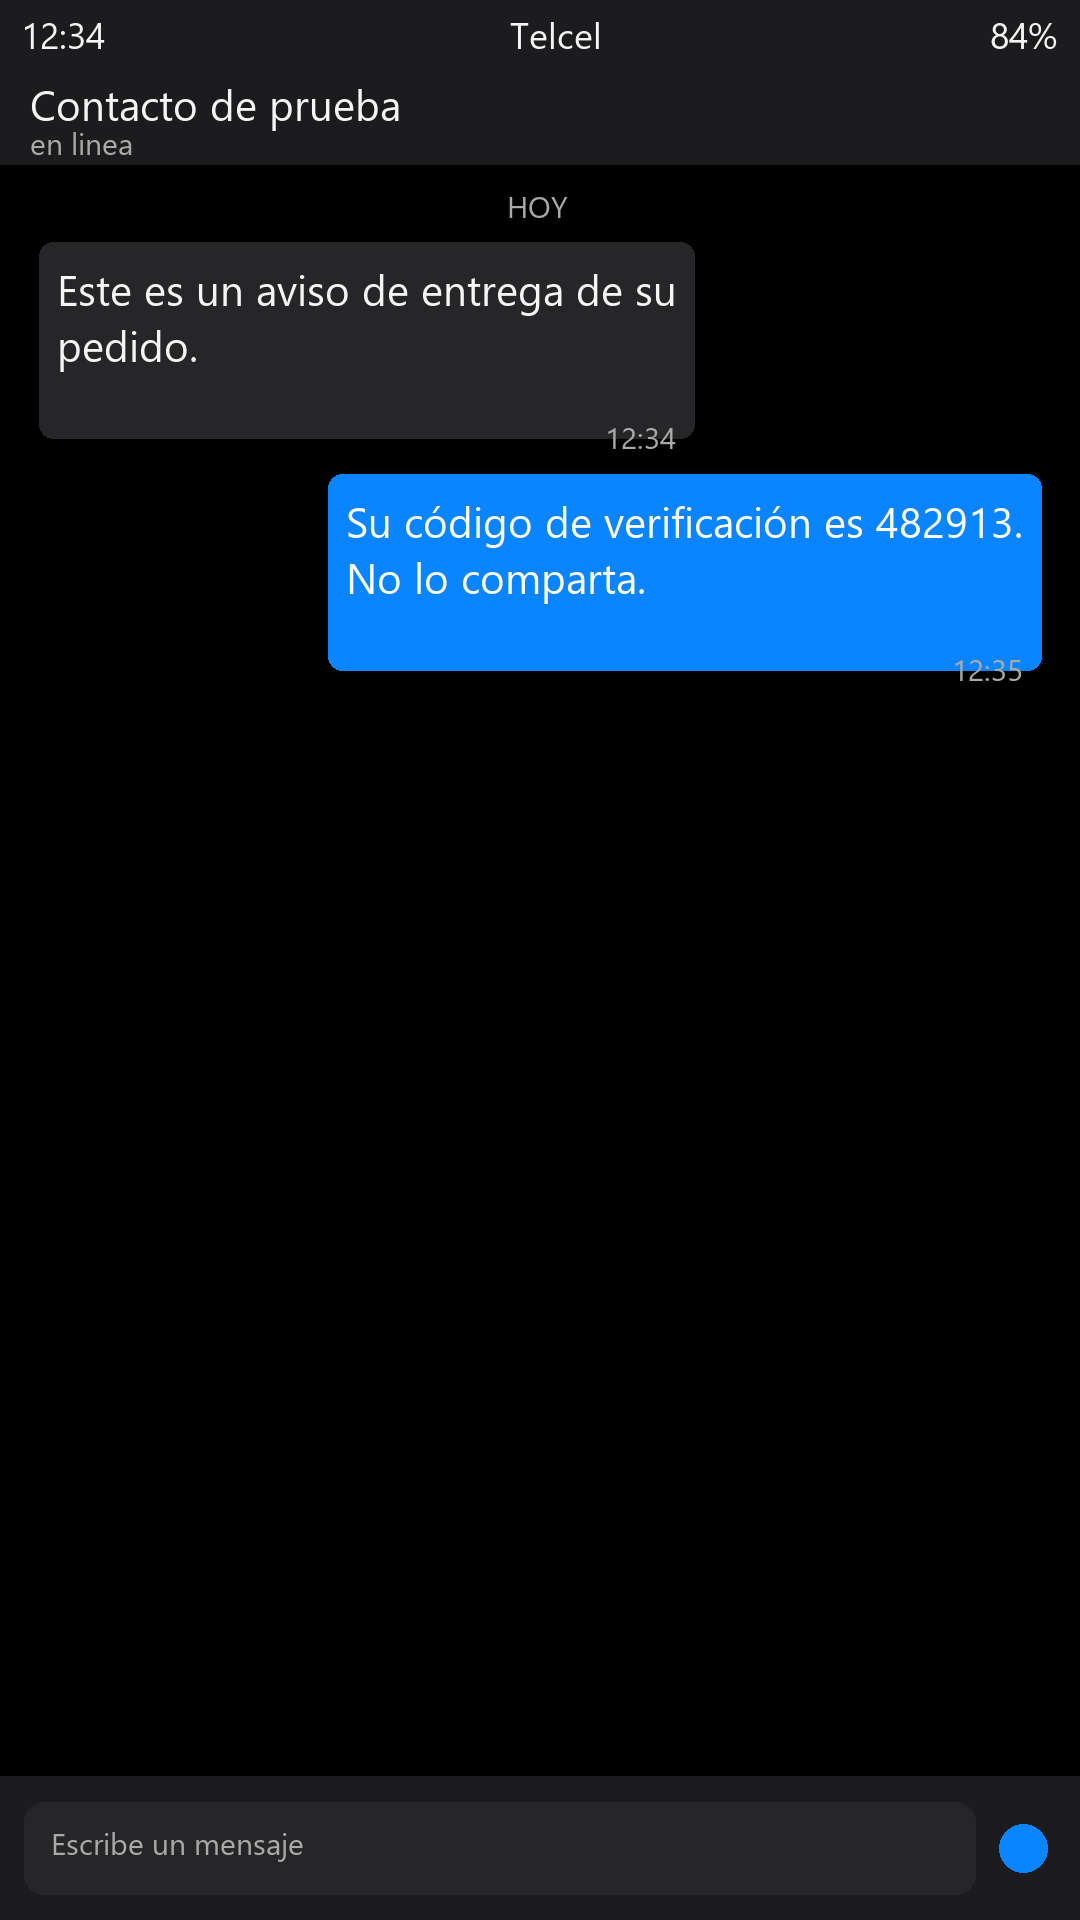 12:34 Telcel 84%
Contacto de prueba
en linea
HOY
Este es un aviso de entrega de su
pedido.
12:34
Su código de verificación es 482913.
No lo comparta.
12:35
Escribe un mensaje